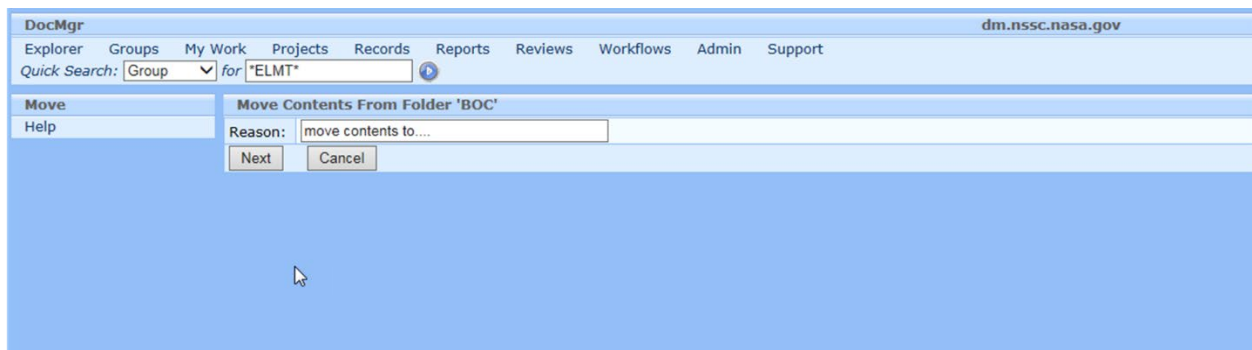 DocMgr dm.nssc.nasa.gov
Explorer Groups My Work Projects Records Reports Reviews Workflows Admin Support
Quick Search: Group for *ELMT*
Move Move Contents From Folder 'BOC'
Help Reason: move contents to....
Next Cancel